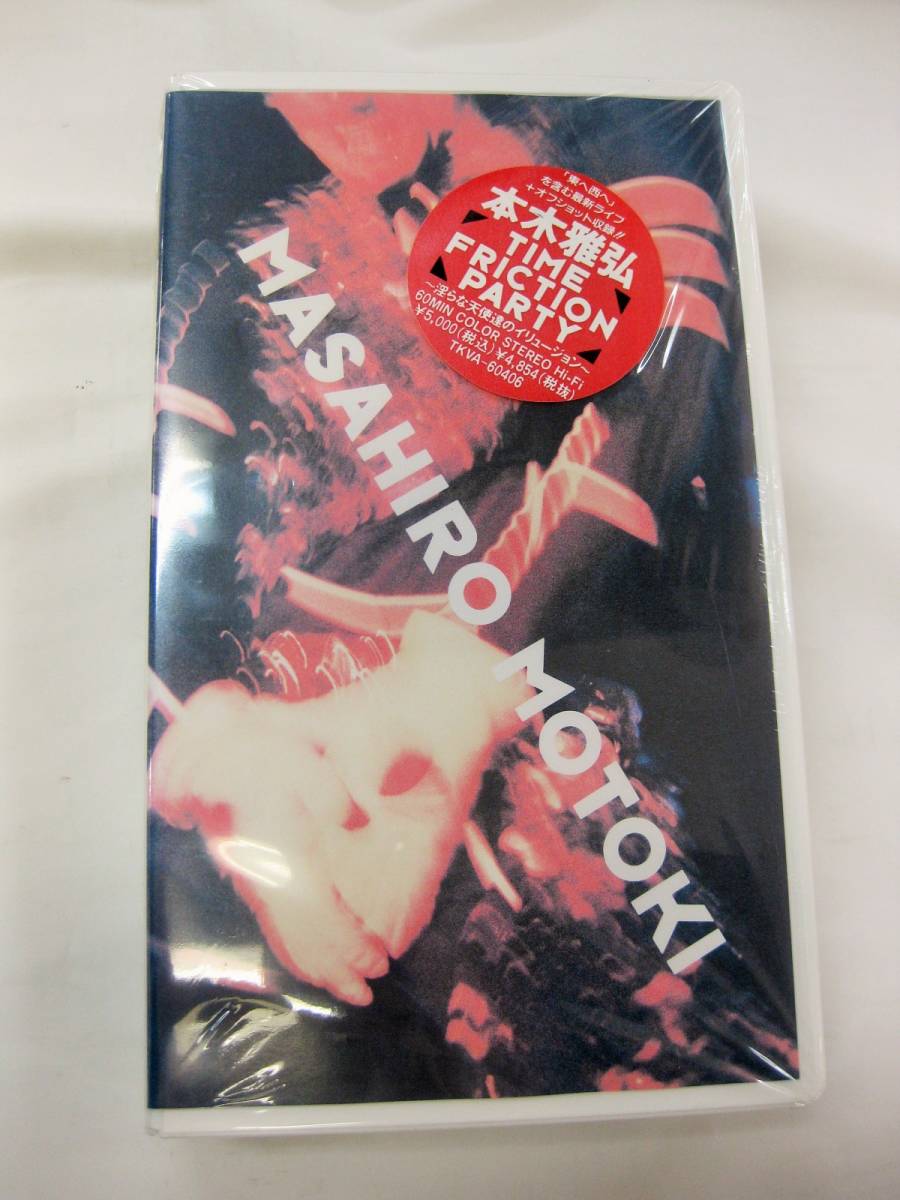 「東へ西へ」
を含む最新ライブ
+オフショット収録!!
本木雅弘
TIME
FRICTION
PARTY
～淫らな天使達のイリュージョン～
60MIN COLOR STEREO Hi-Fi
¥5,000(税込)¥4,854(税抜)
TKVA-60406
MASAHIRO MOTOKI